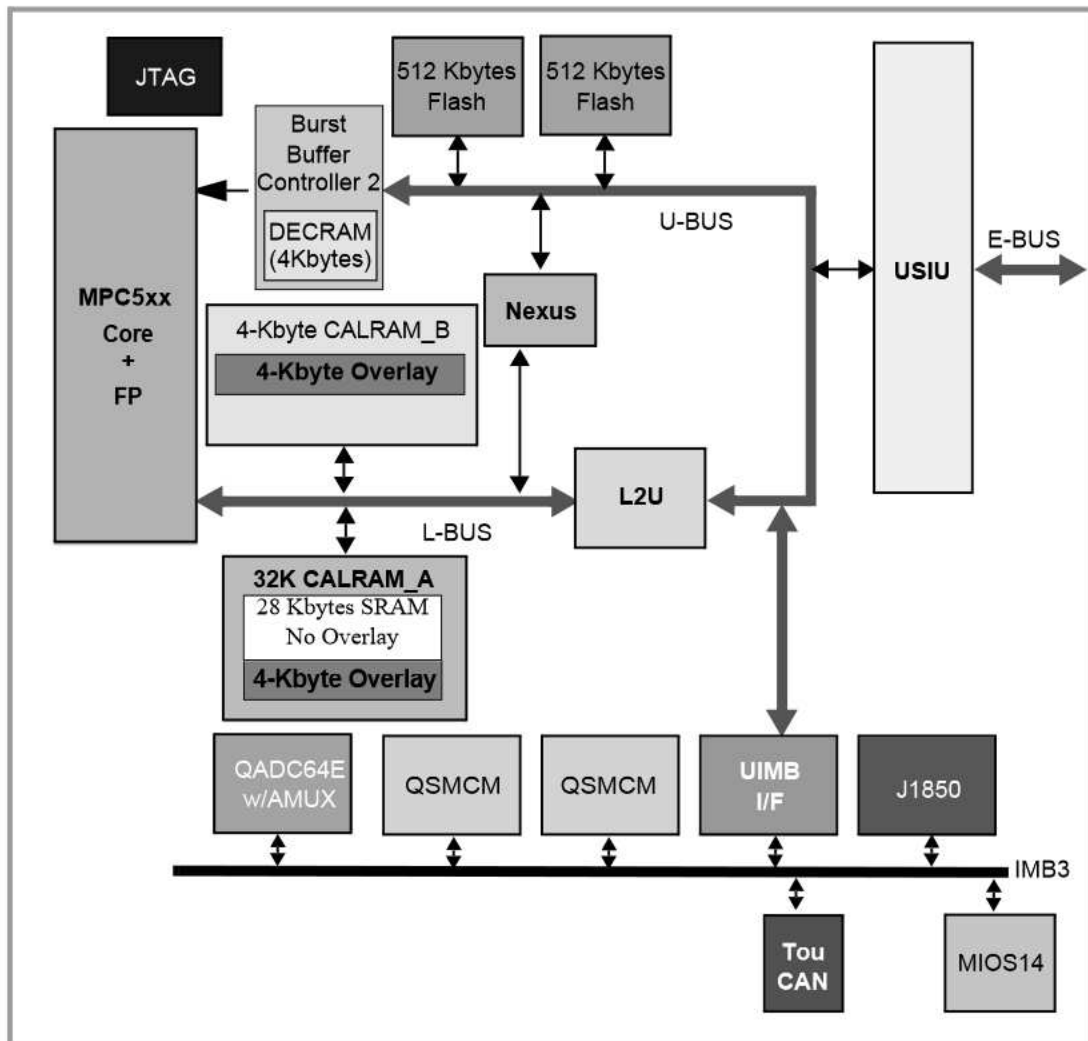 JTAG
512 Kbytes
Flash
512 Kbytes
Flash
Burst
Buffer
Controller 2
DECRAM
(4Kbytes)
U-BUS
E-BUS
USIU
MPC5xx
Core
+
FP
Nexus
4-Kbyte CALRAM_B
4-Kbyte Overlay
L2U
L-BUS
32K CALRAM_A
28 Kbytes SRAM
No Overlay
4-Kbyte Overlay
QADC64E
w/AMUX
QSMCM
QSMCM
UIMB
I/F
J1850
IMB3
Tou
CAN
MIOS14